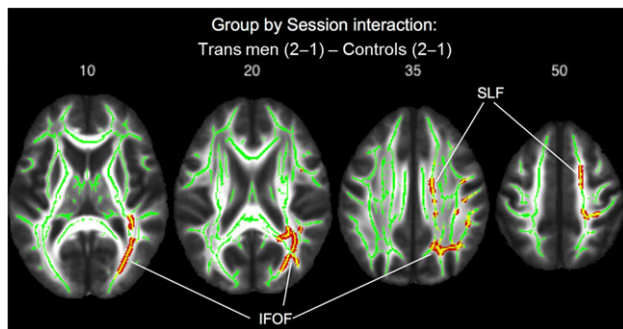 Group by Session interaction:
Trans men (2–1) – Controls (2–1)
10 20 35 50
SLF
IFOF